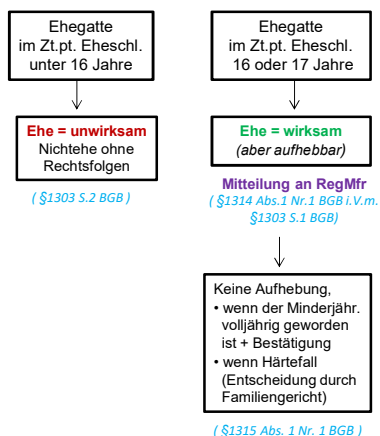 Ehegatte
im Zt.pt. Eheschl.
unter 16 Jahre
Ehe = unwirksam
Nichtehe ohne
Rechtsfolgen
( §1303 S.2 BGB )
Ehegatte
im Zt.pt. Eheschl.
16 oder 17 Jahre
Ehe = wirksam
(aber aufhebbar)
Mitteilung an RegMfr
( §1314 Abs.1 Nr.1 BGB i.V.m.
§1303 S.1 BGB)
Keine Aufhebung,
• wenn der Minderjähr.
volljährig geworden
ist + Bestätigung
• wenn Härtefall
(Entscheidung durch
Familiengericht)
( §1315 Abs. 1 Nr. 1 BGB )